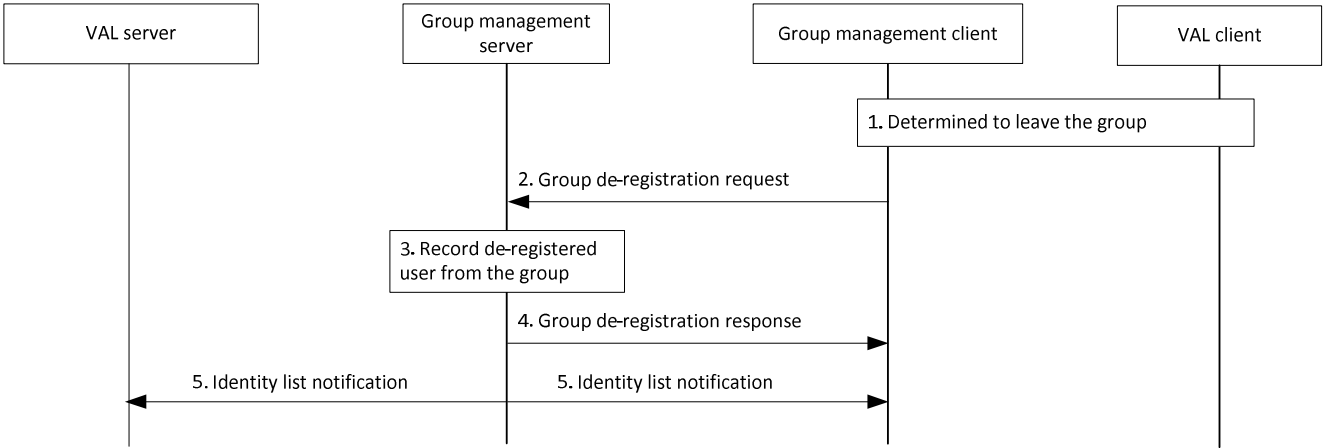 VAL server
Group management
server
Group management client
VAL client
1. Determined to leave the group
2. Group de-registration request
3. Record de-registered
user from the group
4. Group de-registration response
5. Identity list notification
5. Identity list notification